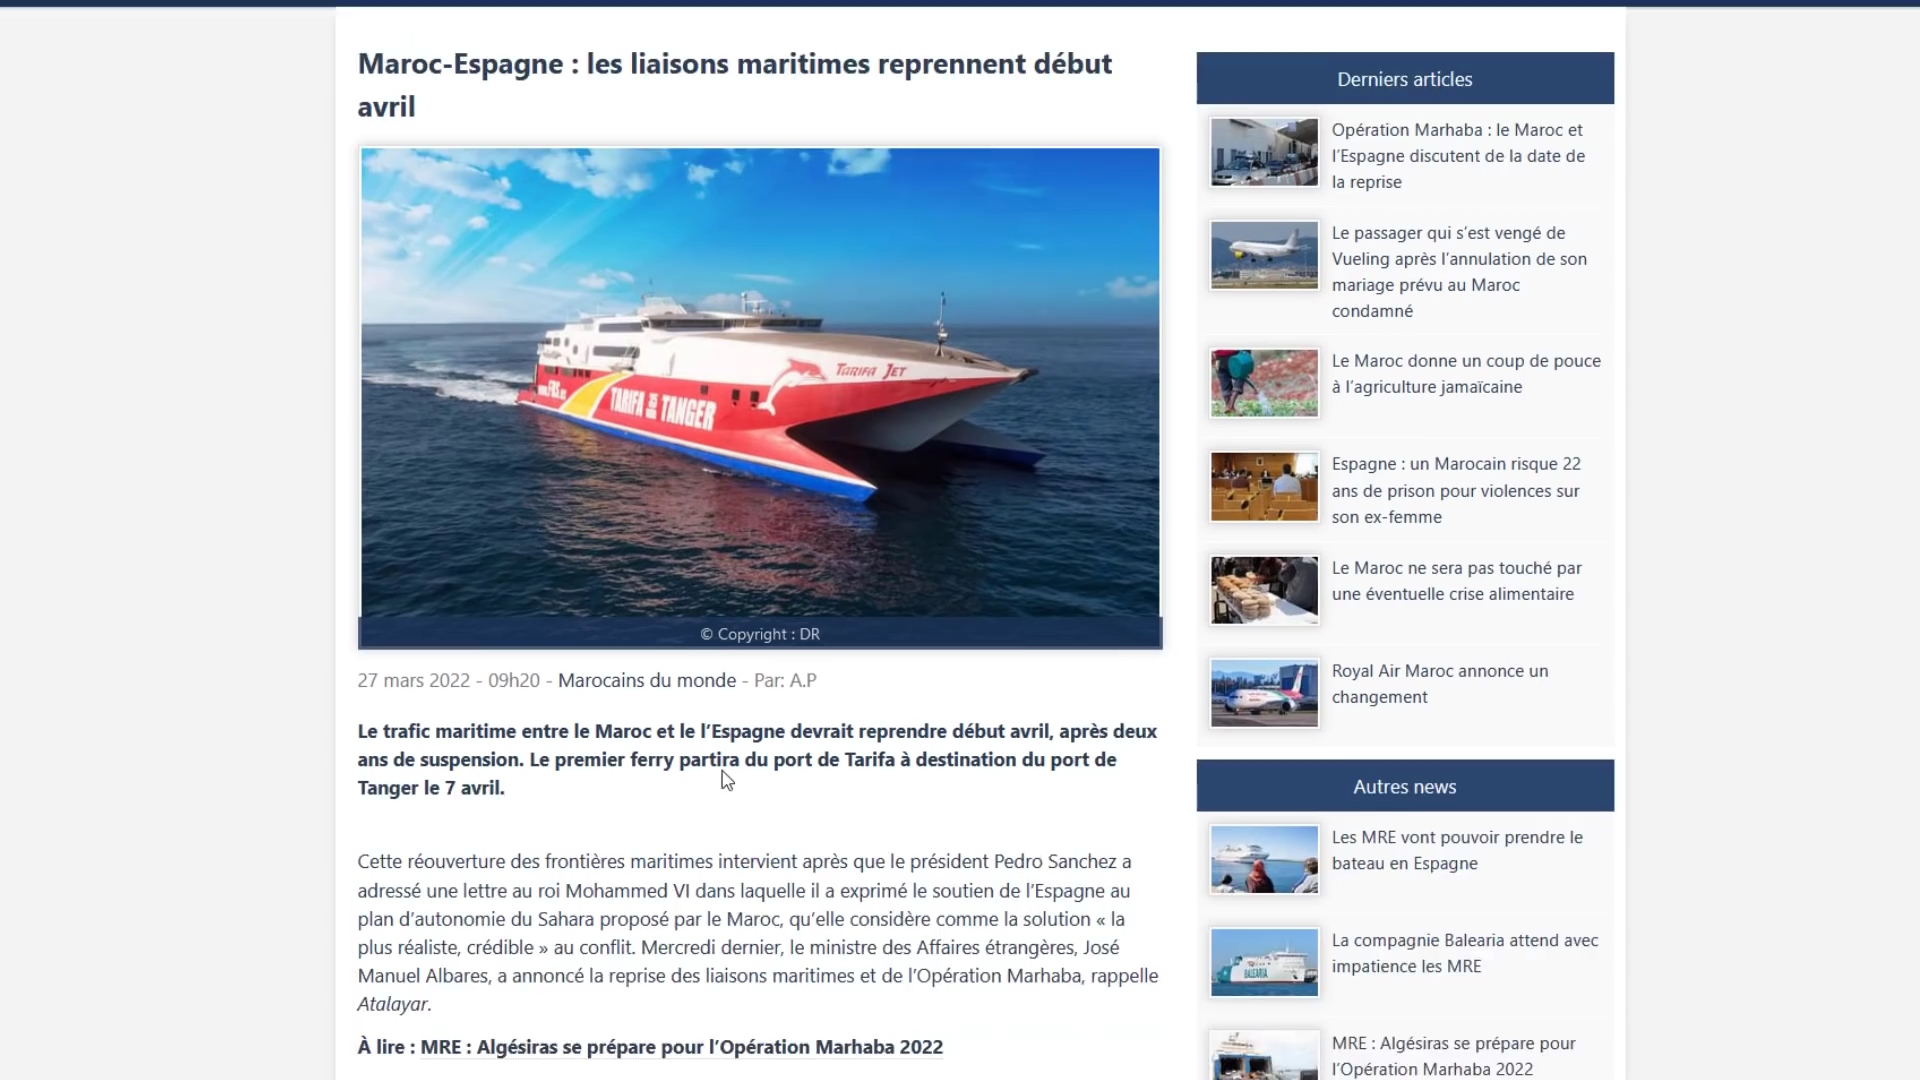 Maroc-Espagne : les liaisons maritimes reprennent début
avril
TARIFA JET
www.FRS.es
TARIFA 35 TANGER
© Copyright : DR
27 mars 2022 - 09h20 - Marocains du monde - Par: A.P
Le trafic maritime entre le Maroc et le l’Espagne devrait reprendre début avril, après deux
ans de suspension. Le premier ferry partira du port de Tarifa à destination du port de
Tanger le 7 avril.
Cette réouverture des frontières maritimes intervient après que le président Pedro Sanchez a
adressé une lettre au roi Mohammed VI dans laquelle il a exprimé le soutien de l’Espagne au
plan d’autonomie du Sahara proposé par le Maroc, qu’elle considère comme la solution « la
plus réaliste, crédible » au conflit. Mercredi dernier, le ministre des Affaires étrangères, José
Manuel Albares, a annoncé la reprise des liaisons maritimes et de l’Opération Marhaba, rappelle
Atalayar.
À lire : MRE : Algésiras se prépare pour l’Opération Marhaba 2022
Derniers articles
Opération Marhaba : le Maroc et
l’Espagne discutent de la date de
la reprise
Le passager qui s’est vengé de
Vueling après l’annulation de son
mariage prévu au Maroc
condamné
Le Maroc donne un coup de pouce
à l’agriculture jamaïcaine
Espagne : un Marocain risque 22
ans de prison pour violences sur
son ex-femme
Le Maroc ne sera pas touché par
une éventuelle crise alimentaire
Royal Air Maroc annonce un
changement
Autres news
Les MRE vont pouvoir prendre le
bateau en Espagne
La compagnie Balearia attend avec
impatience les MRE
BALEARIA
MRE : Algésiras se prépare pour
l’Opération Marhaba 2022